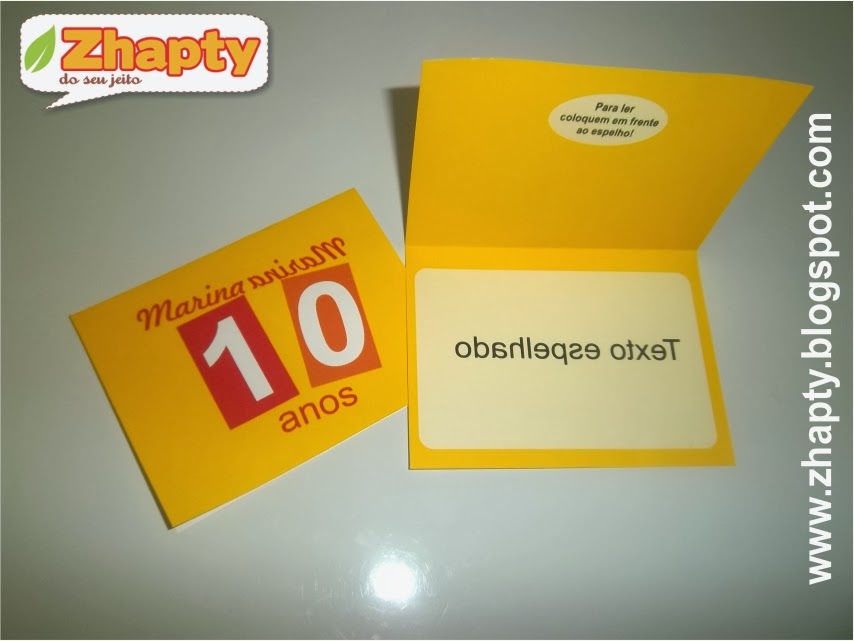 Zhapty
do seu jeito
Para ler
coloquem em frente
ao espelho!
Marina Marina
10
anos
Texto espelhado
www.zhapty.blogspot.com